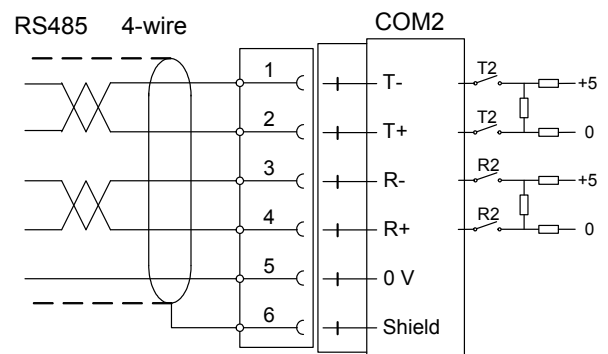 RS485 4-wire COM2
1 T- T2 +5
2 T+ T2 0
3 R- R2 +5
4 R+ R2 0
5 0 V
6 Shield